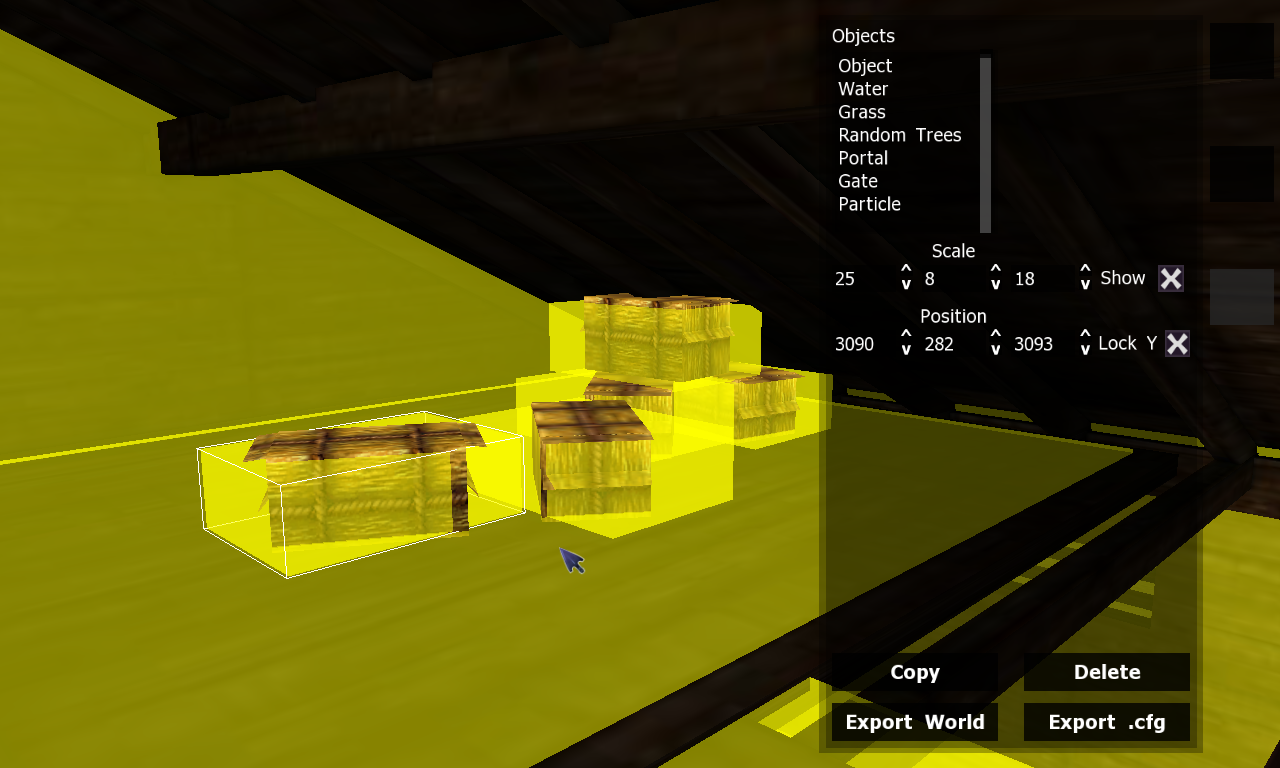 Objects
Object
Water
Grass
Random Trees
Portal
Gate
Particle
Scale
25 8 18 Show
Position
3090 282 3093 Lock Y
Copy Delete
Export World Export .cfg